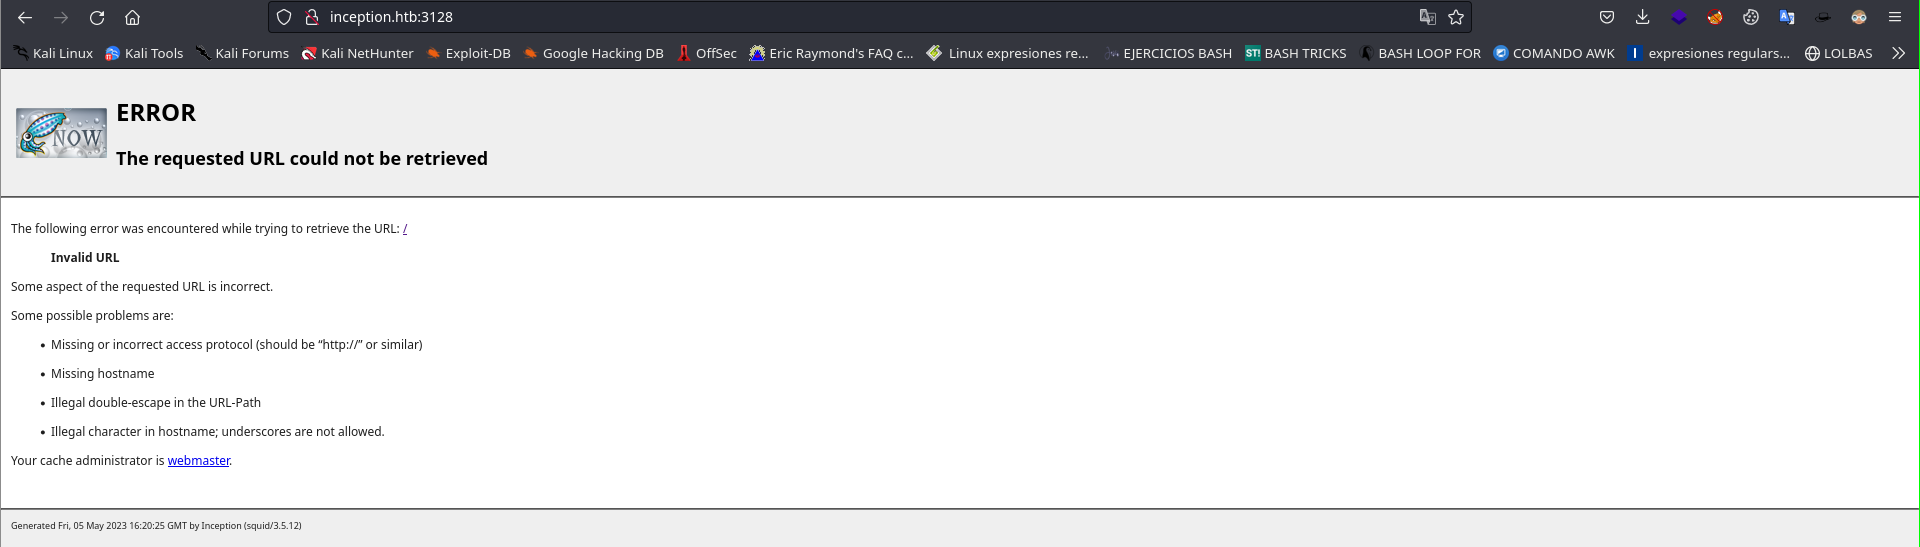 inception.htb:3128
Kali Linux Kali Tools Kali Forums Kali NetHunter Exploit-DB Google Hacking DB OffSec Eric Raymond's FAQ c... Linux expresiones re... EJERCICIOS BASH ST! BASH TRICKS BASH LOOP FOR COMANDO AWK I expresiones regulars... LOLBAS
NOW
ERROR
The requested URL could not be retrieved
The following error was encountered while trying to retrieve the URL: /
Invalid URL
Some aspect of the requested URL is incorrect.
Some possible problems are:
• Missing or incorrect access protocol (should be “http://” or similar)
• Missing hostname
• Illegal double-escape in the URL-Path
• Illegal character in hostname; underscores are not allowed.
Your cache administrator is webmaster.
Generated Fri, 05 May 2023 16:20:25 GMT by Inception (squid/3.5.12)